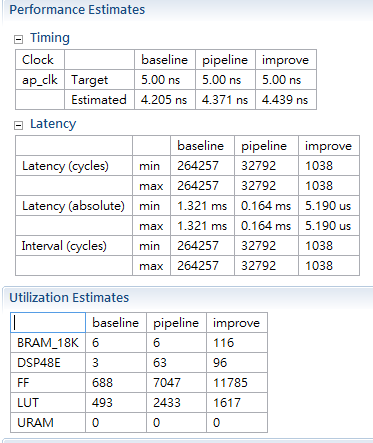 Performance Estimates
Timing
Clock baseline pipeline improve
ap_clk Target 5.00 ns 5.00 ns 5.00 ns
Estimated 4.205 ns 4.371 ns 4.439 ns
Latency
baseline pipeline improve
Latency (cycles) min 264257 32792 1038
max 264257 32792 1038
Latency (absolute) min 1.321 ms 0.164 ms 5.190 us
max 1.321 ms 0.164 ms 5.190 us
Interval (cycles) min 264257 32792 1038
max 264257 32792 1038
Utilization Estimates
baseline pipeline improve
BRAM_18K 6 6 116
DSP48E 3 63 96
FF 688 7047 11785
LUT 493 2433 1617
URAM 0 0 0